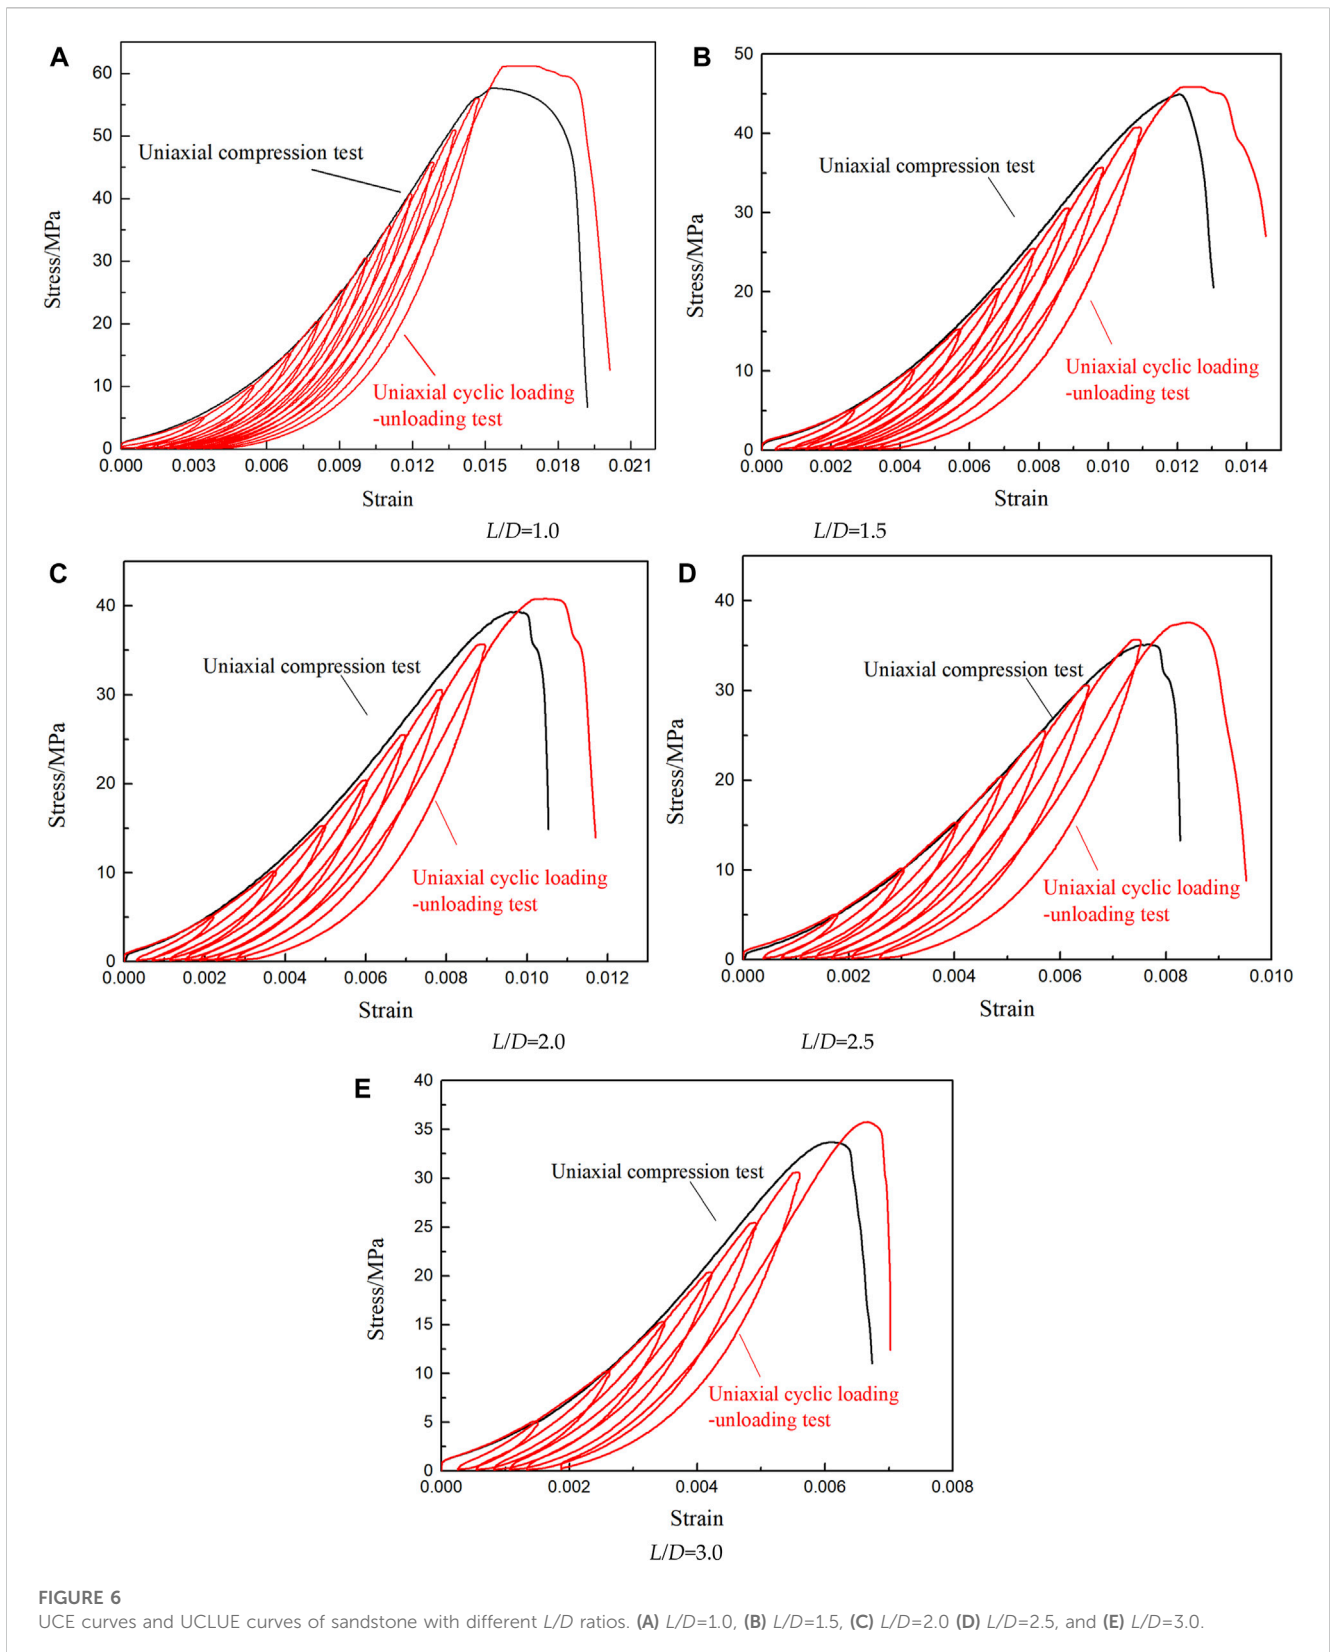 A
60
50
40
30
20
10
0
Stress/MPa
Uniaxial compression test
Uniaxial cyclic loading
-unloading test
0.000 0.003 0.006 0.009 0.012 0.015 0.018 0.021
Strain
L/D=1.0
B
50
40
30
20
10
0
Stress/MPa
Uniaxial compression test
Uniaxial cyclic loading
-unloading test
0.000 0.002 0.004 0.006 0.008 0.010 0.012 0.014
Strain
L/D=1.5
C
40
30
20
10
0
Stress/MPa
Uniaxial compression test
Uniaxial cyclic loading
-unloading test
0.000 0.002 0.004 0.006 0.008 0.010 0.012
Strain
L/D=2.0
D
40
30
20
10
0
Stress/MPa
Uniaxial compression test
Uniaxial cyclic loading
-unloading test
0.000 0.002 0.004 0.006 0.008 0.010
Strain
L/D=2.5
E
40
35
30
25
20
15
10
5
0
Stress/MPa
Uniaxial compression test
Uniaxial cyclic loading
-unloading test
0.000 0.002 0.004 0.006 0.008
Strain
L/D=3.0
FIGURE 6
UCE curves and UCLUE curves of sandstone with different L/D ratios. (A) L/D=1.0, (B) L/D=1.5, (C) L/D=2.0 (D) L/D=2.5, and (E) L/D=3.0.